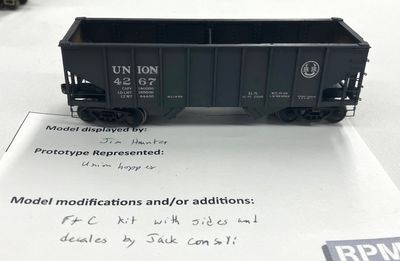 UNION
4267
Model displayed by:
Jim Hunter
Prototype Represented:
Union hopper
Model modifications and/or additions:
F+C kit with sides and
decales by Jack Consoli
RPM